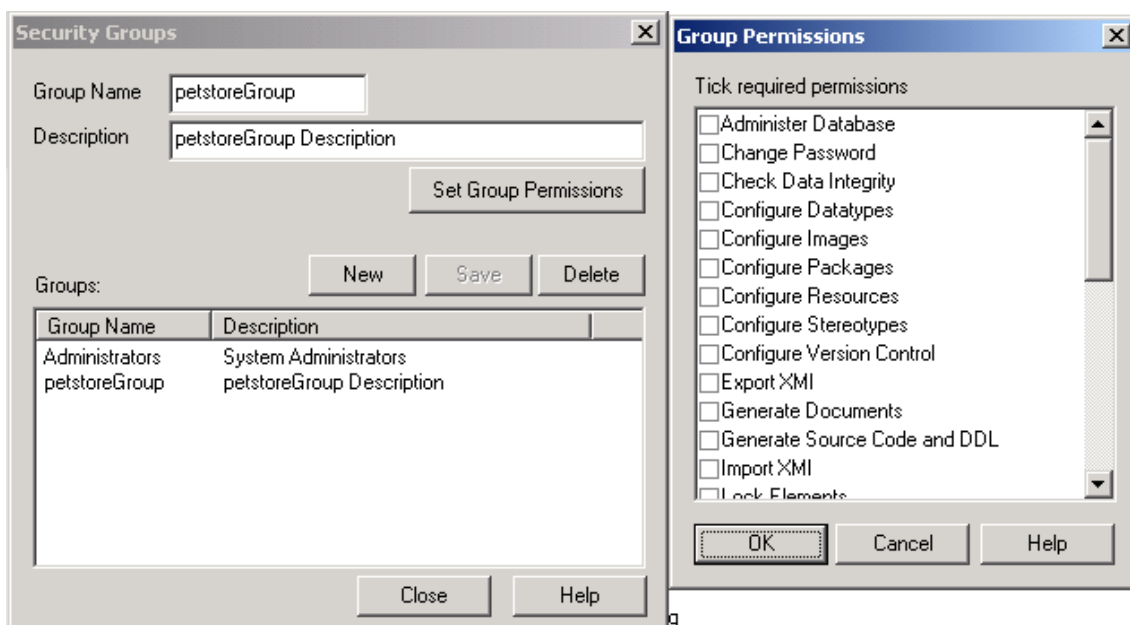 Security Groups
Group Name petstoreGroup
Description petstoreGroup Description
Set Group Permissions
New Save Delete
Groups:
Group Name Description
Administrators System Administrators
petstoreGroup petstoreGroup Description
Close Help
Group Permissions
Tick required permissions
Administer Database
Change Password
Check Data Integrity
Configure Datatypes
Configure Images
Configure Packages
Configure Resources
Configure Stereotypes
Configure Version Control
Export XMI
Generate Documents
Generate Source Code and DDL
Import XMI
Lock Elements
OK Cancel Help